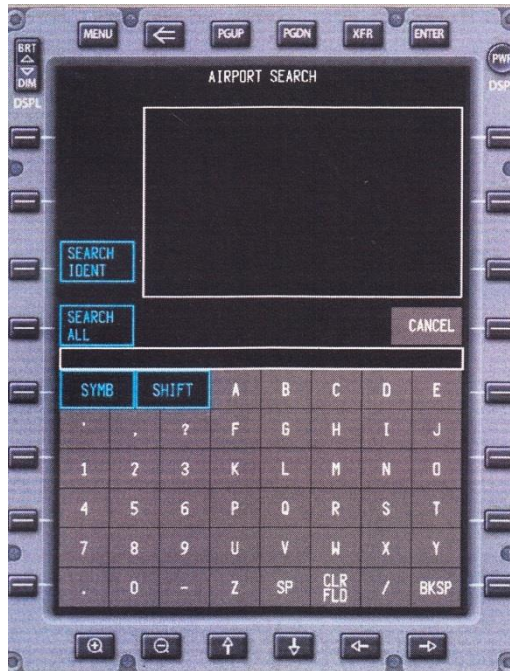 MENU PGUP PGDN XFR ENTER
BRT
DIM
DSPL
PWR
DSP
AIRPORT SEARCH
SEARCH
IDENT
SEARCH
ALL
CANCEL
SYMB SHIFT A B C D E
' , ? F G H I J
1 2 3 K L M N O
4 5 6 P Q R S T
7 8 9 U V W X Y
. 0 - Z SP CLR FLD / BKSP